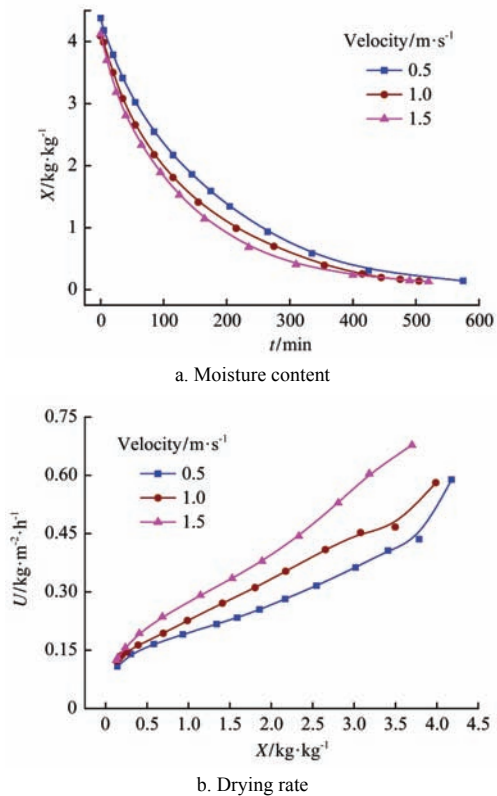 Velocity/m·s⁻¹
0.5
1.0
1.5
X/kg·kg⁻¹
4
3
2
1
0
0 100 200 300 400 500 600
t/min
a. Moisture content
Velocity/m·s⁻¹
0.5
1.0
1.5
U/kg·m⁻²·h⁻¹
0.75
0.60
0.45
0.30
0.15
0
0 0.5 1.0 1.5 2.0 2.5 3.0 3.5 4.0 4.5
X/kg·kg⁻¹
b. Drying rate